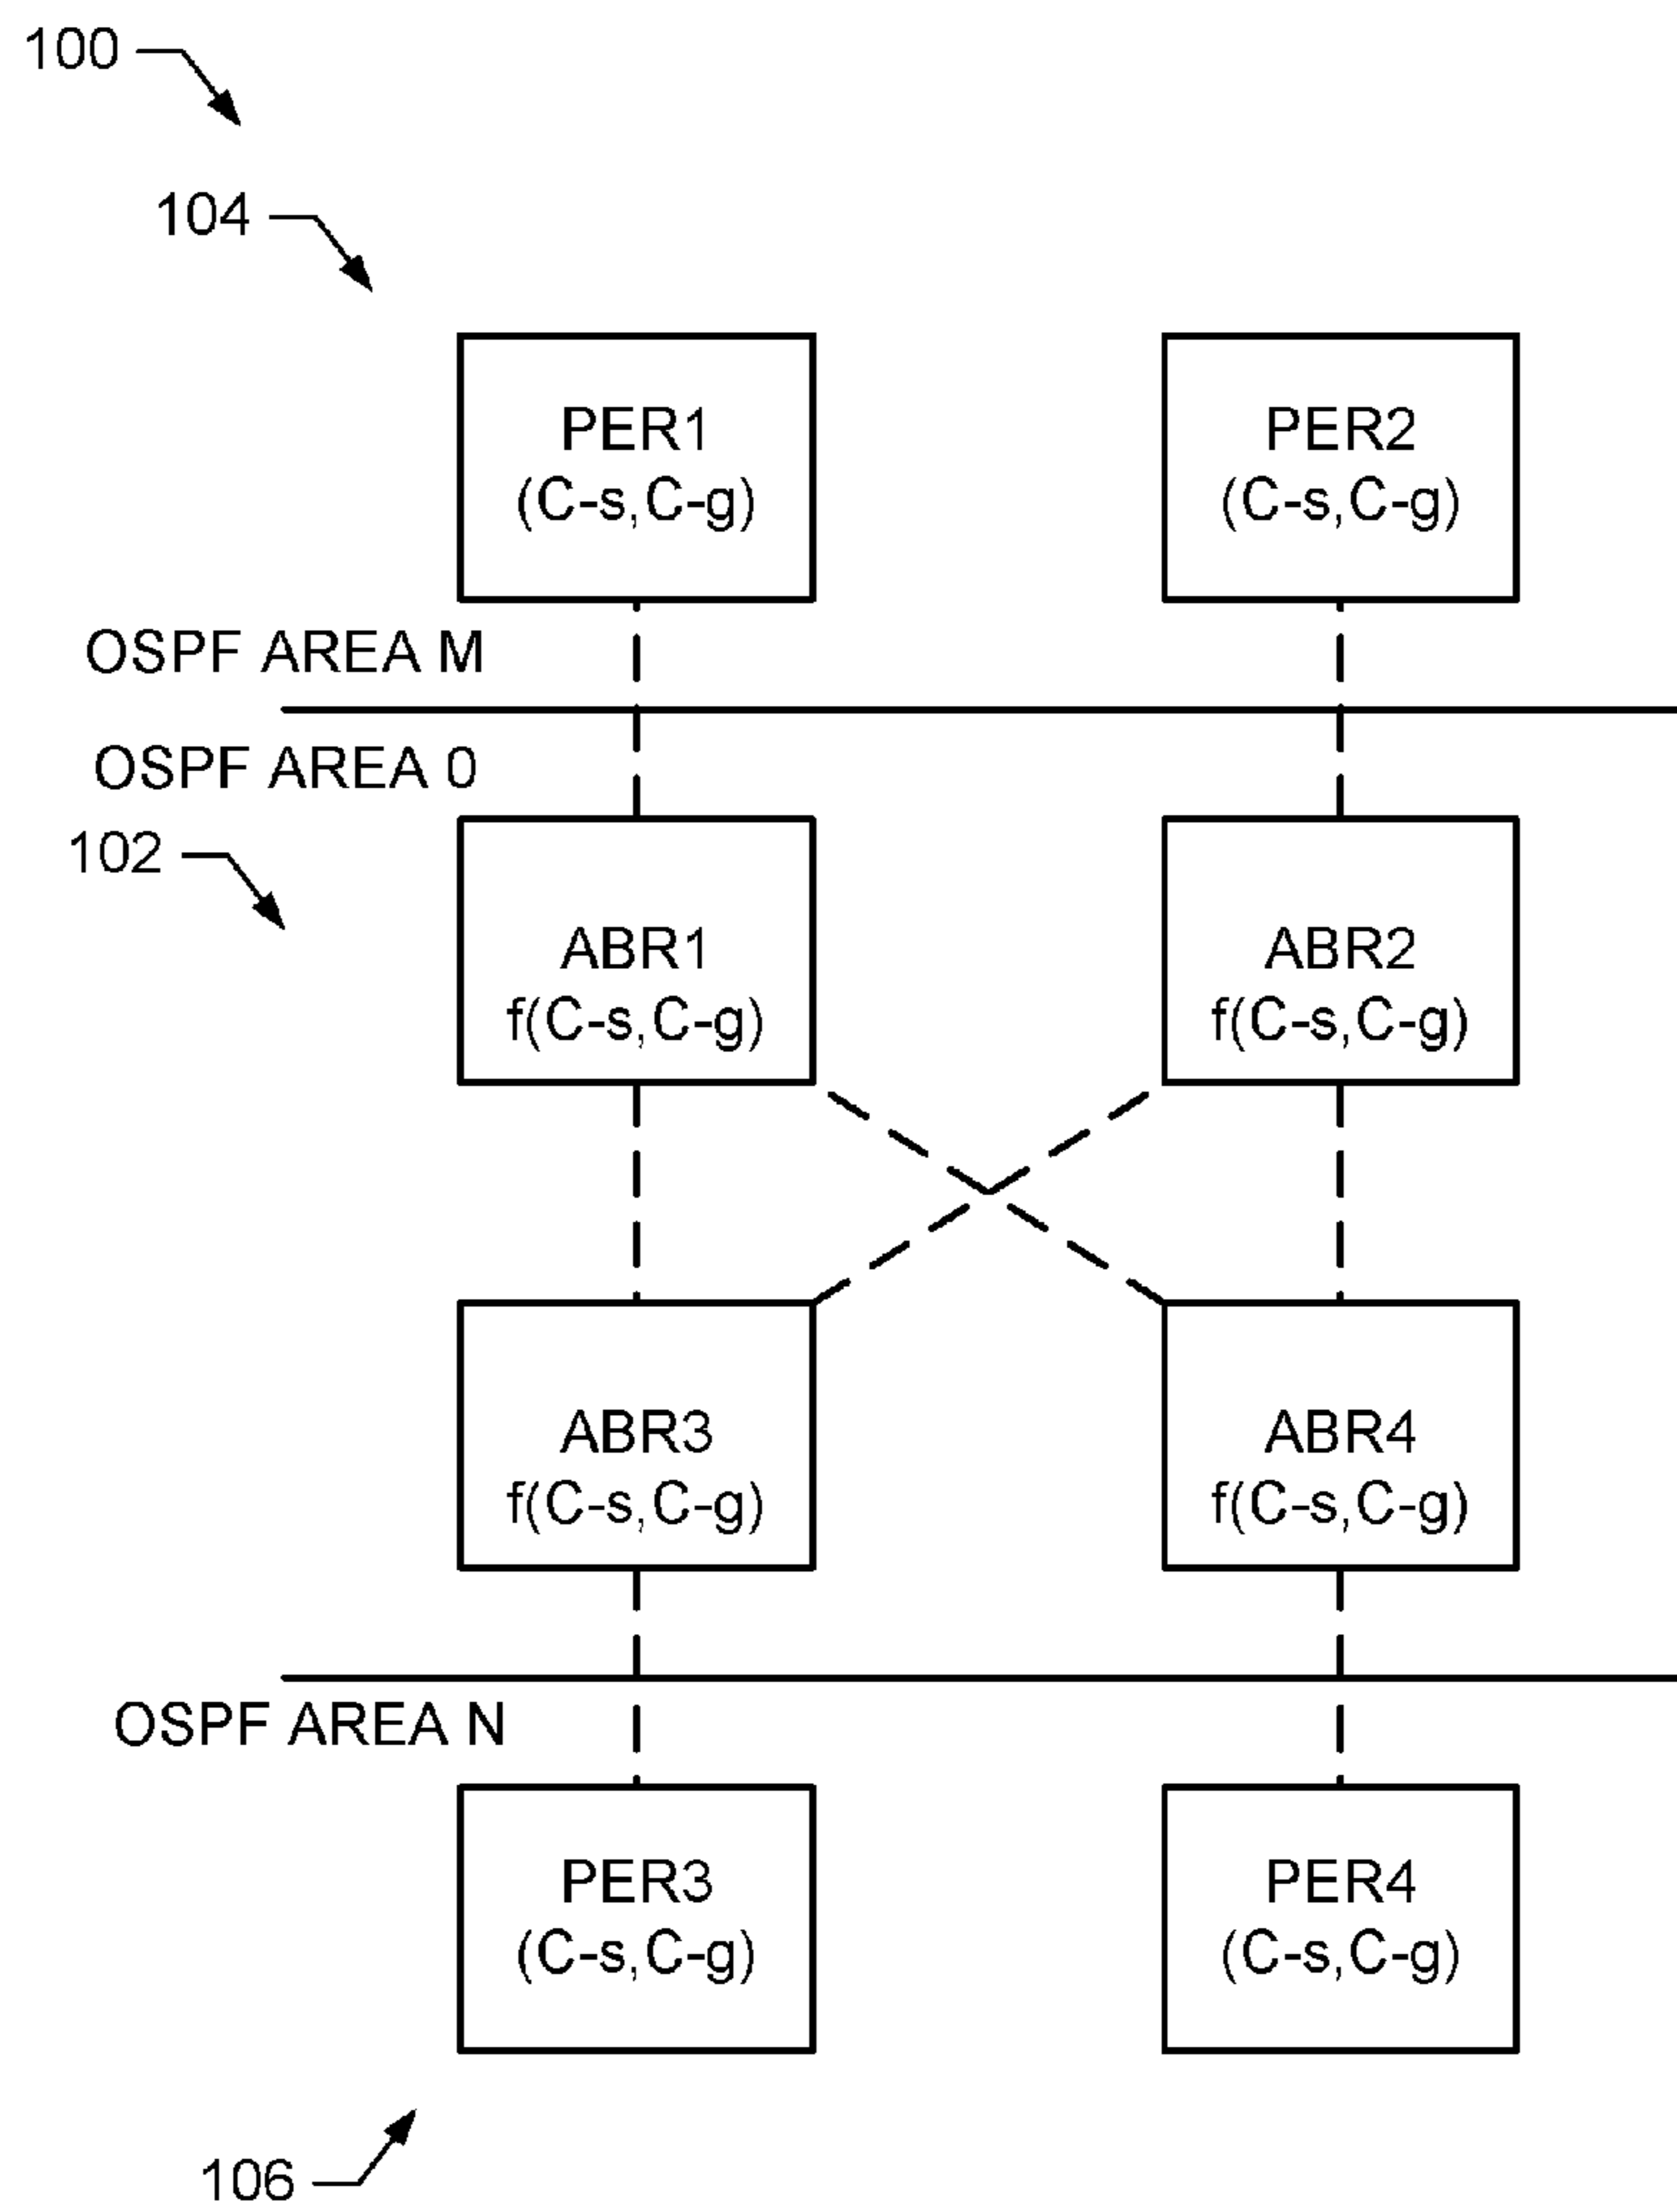 100
104
PER1
(C-s,C-g)
PER2
(C-s,C-g)
OSPF AREA M
OSPF AREA 0
102
ABR1
f(C-s,C-g)
ABR2
f(C-s,C-g)
ABR3
f(C-s,C-g)
ABR4
f(C-s,C-g)
OSPF AREA N
PER3
(C-s,C-g)
PER4
(C-s,C-g)
106